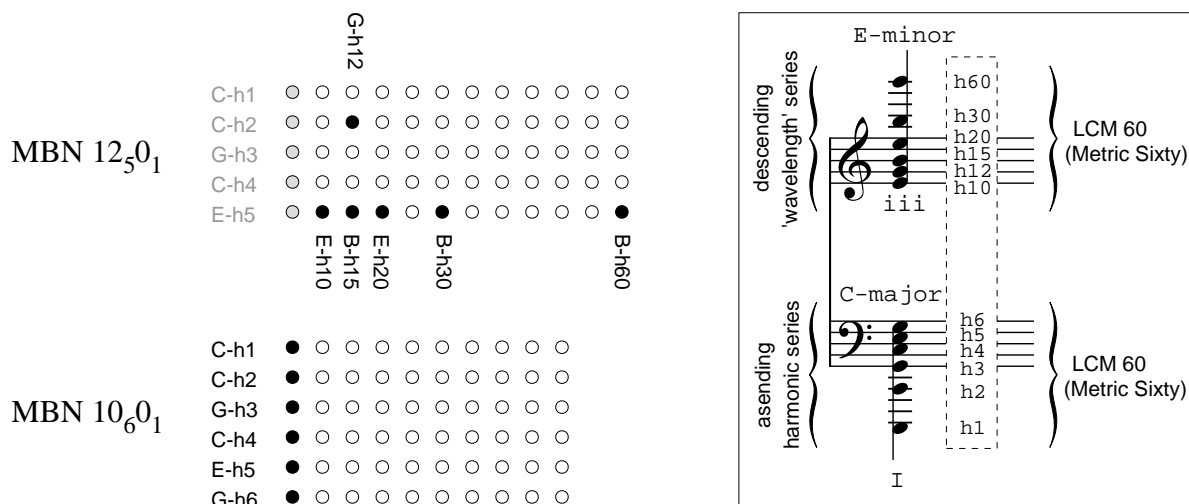 G-h12
C-h1
C-h2
G-h3
C-h4
E-h5
MBN 12₅0₁
E-h10
B-h15
E-h20
B-h30
B-h60
C-h1
C-h2
G-h3
C-h4
E-h5
G-h6
MBN 10₆0₁
E-minor
descending
'wavelength' series
h60
h30
h20
h15
h12
h10
LCM 60
(Metric Sixty)
iii
C-major
asending
harmonic series
h6
h5
h4
h3
h2
h1
LCM 60
(Metric Sixty)
I